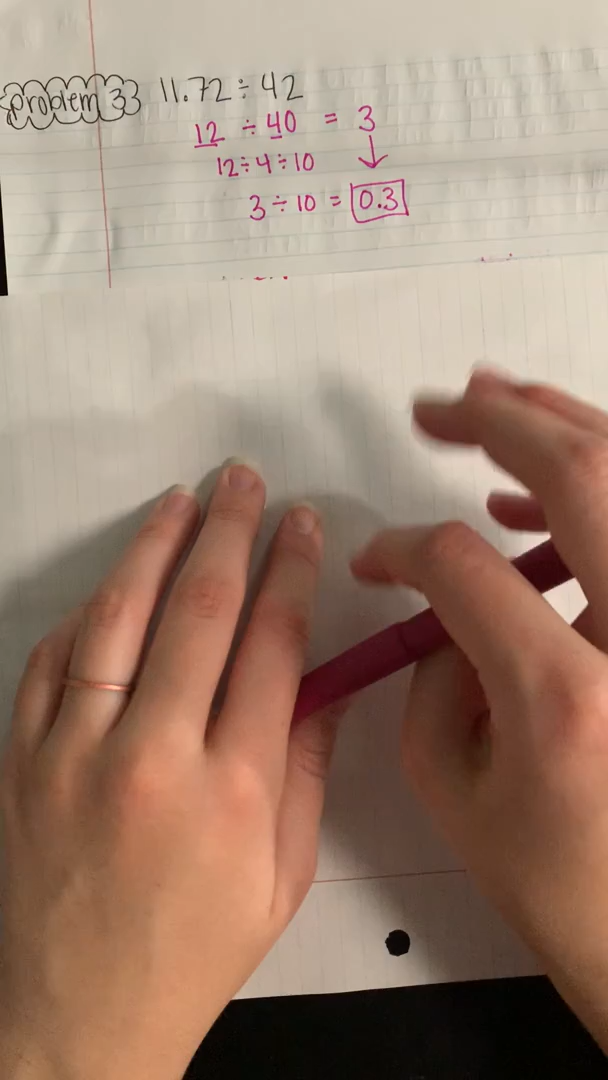 problem 3 11.72 ÷ 42
12 ÷ 40 = 3
12 ÷ 4 ÷ 10
3 ÷ 10 = 0.3